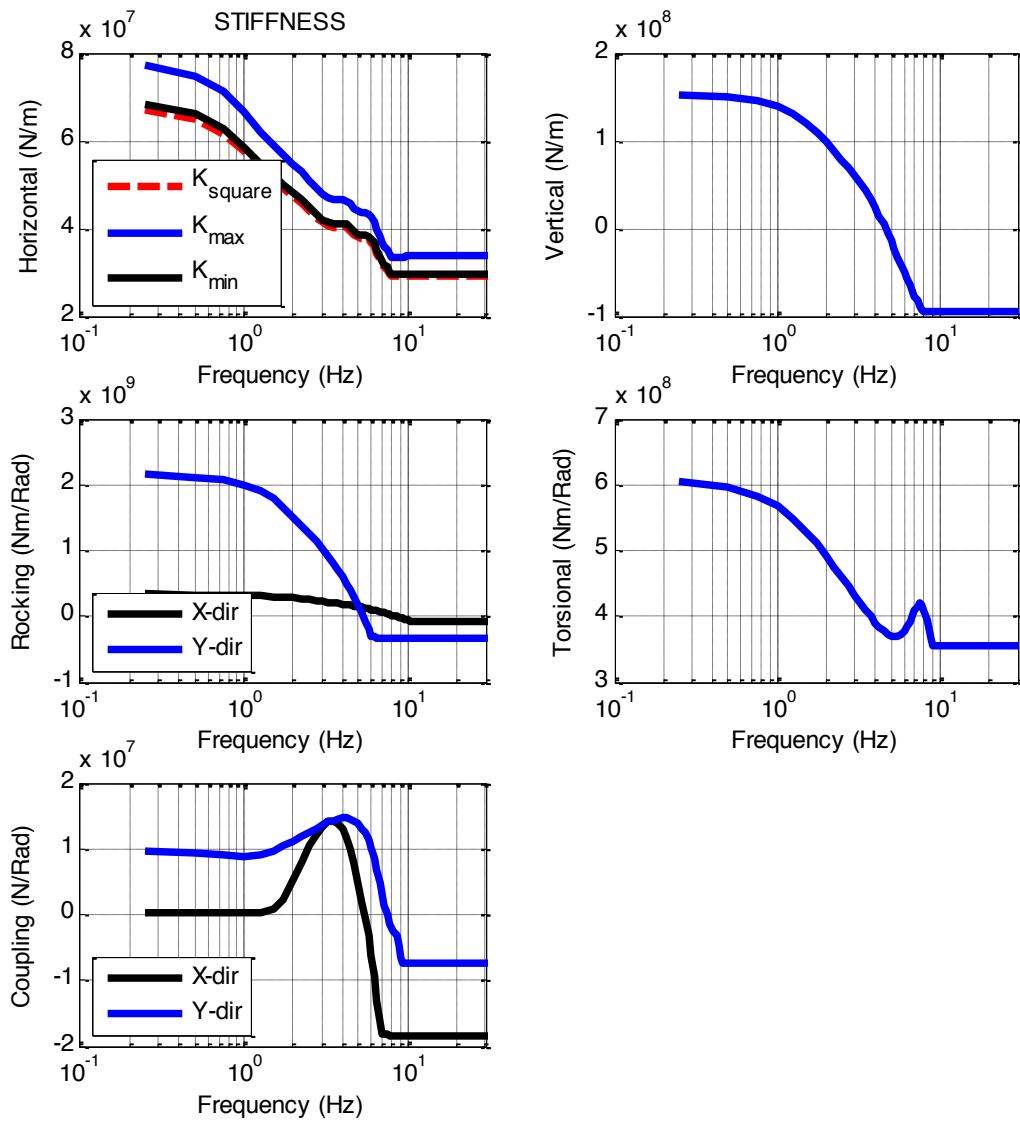 STIFFNESS
x 10^7
8
6
4
2
Horizontal (N/m)
K_square
K_max
K_min
10^-1
10^0
10^1
Frequency (Hz)
x 10^8
2
1
0
-1
Vertical (N/m)
10^-1
10^0
10^1
Frequency (Hz)
x 10^9
3
2
1
0
-1
Rocking (Nm/Rad)
X-dir
Y-dir
10^-1
10^0
10^1
Frequency (Hz)
x 10^8
7
6
5
4
3
Torsional (Nm/Rad)
10^-1
10^0
10^1
Frequency (Hz)
x 10^7
2
1
0
-1
-2
Coupling (N/Rad)
X-dir
Y-dir
10^-1
10^0
10^1
Frequency (Hz)